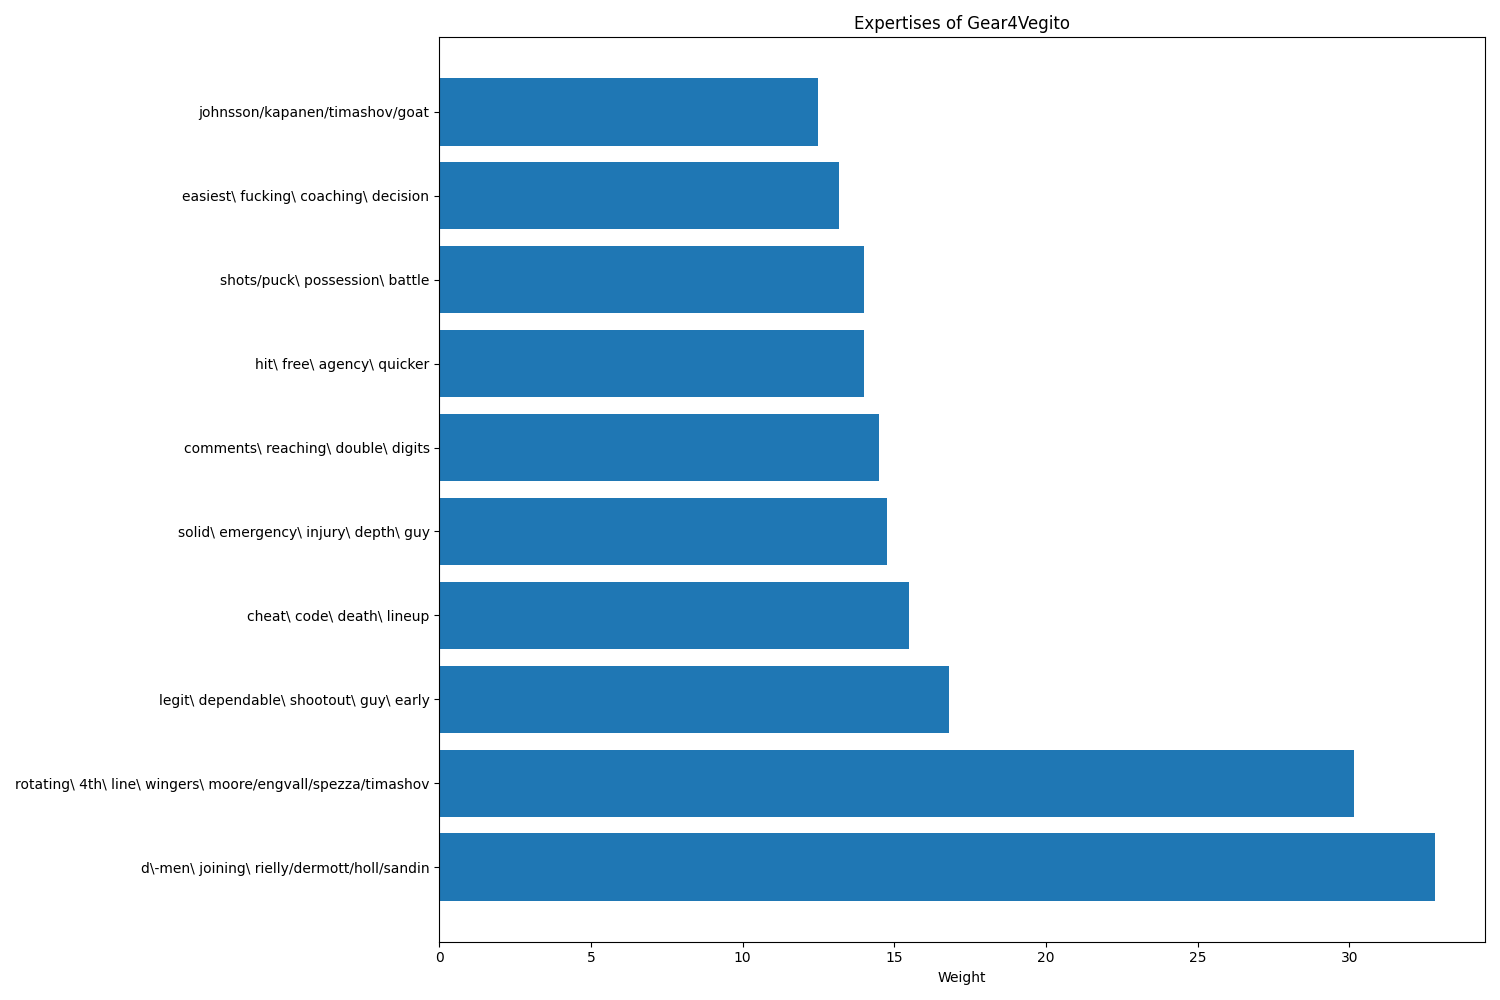 Expertises of Gear4Vegito
johnsson/kapanen/timashov/goat
easiest\ fucking\ coaching\ decision
shots/puck\ possession\ battle
hit\ free\ agency\ quicker
comments\ reaching\ double\ digits
solid\ emergency\ injury\ depth\ guy
cheat\ code\ death\ lineup
legit\ dependable\ shootout\ guy\ early
rotating\ 4th\ line\ wingers\ moore/engvall/spezza/timashov
d\-men\ joining\ rielly/dermott/holl/sandin
0 5 10 15 20 25 30
Weight